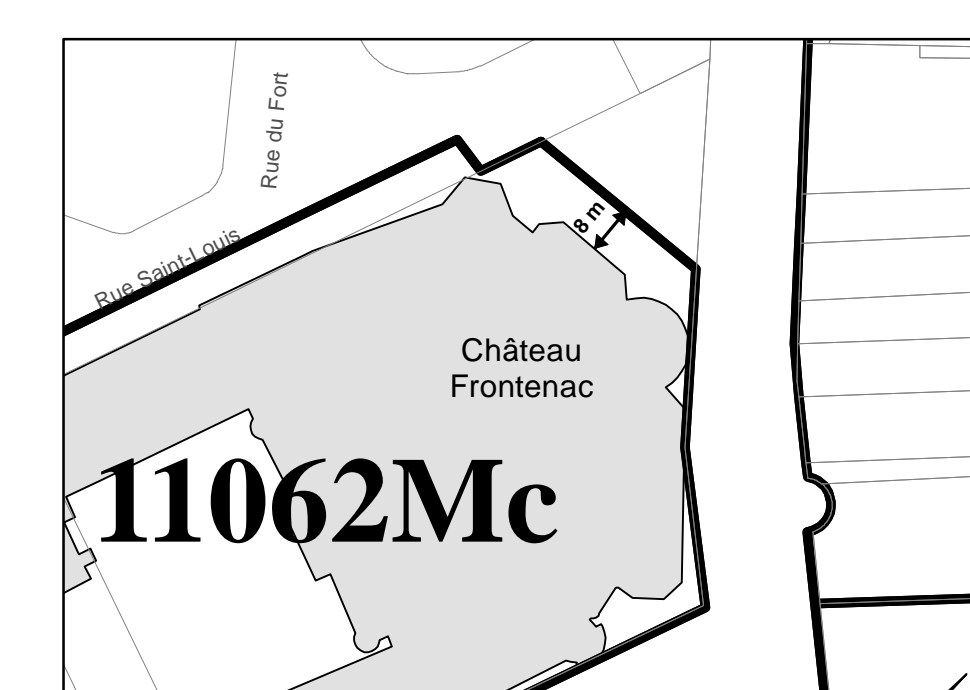 Rue du Fort
Rue Saint-Louis
8 m
Château
Frontenac
11062Mc